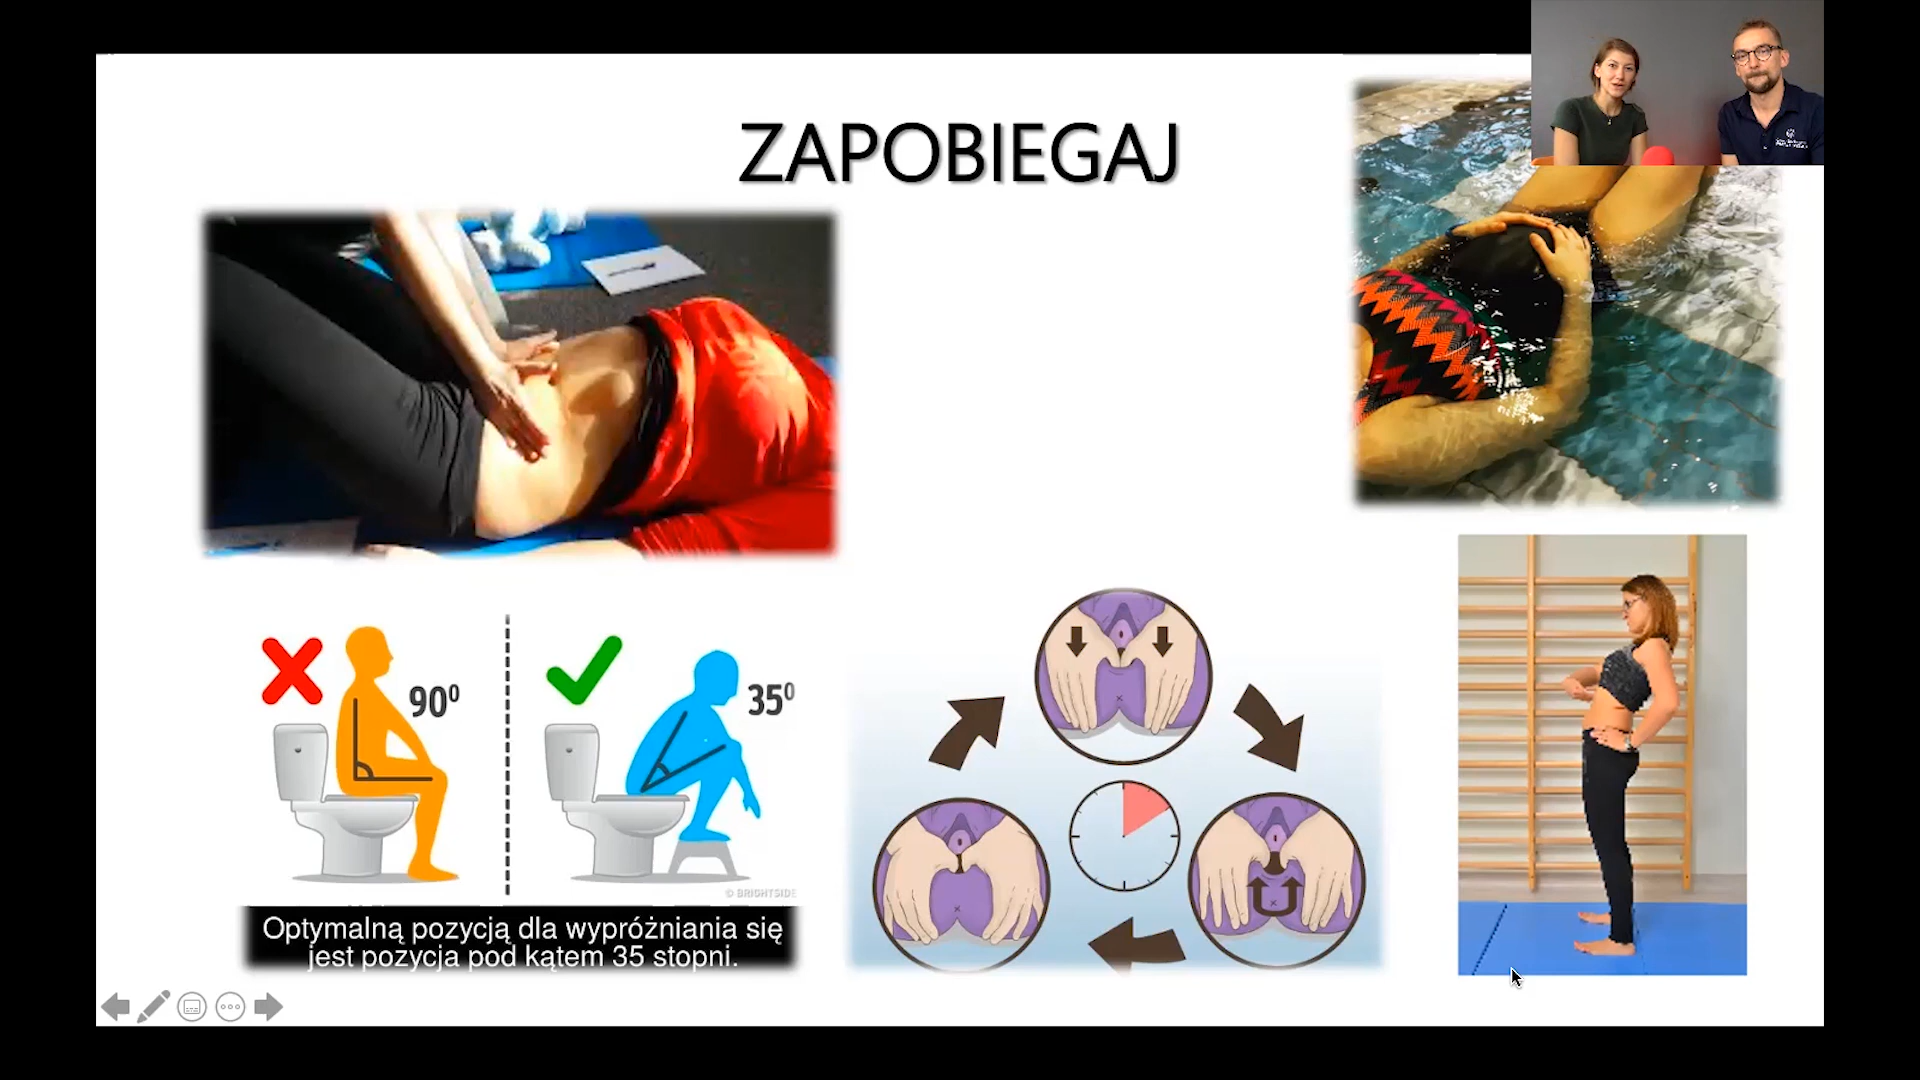 ZAPOBIEGAJ
90⁰
35⁰
© BRIGHTSIDE
Optymalną pozycją dla wypróżniania się
jest pozycja pod kątem 35 stopni.